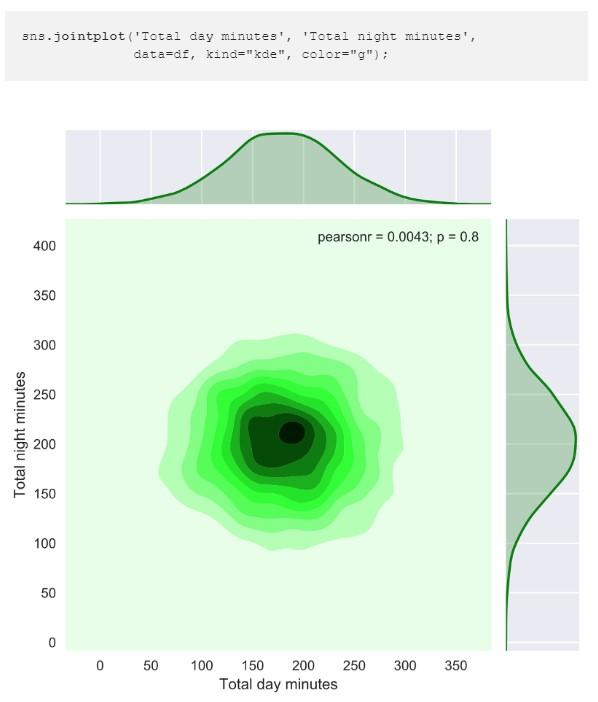 sns.jointplot('Total day minutes', 'Total night minutes',
data=df, kind="kde", color="g");
pearsonr = 0.0043; p = 0.8
400
350
300
250
200
150
100
50
0
Total night minutes
0 50 100 150 200 250 300 350
Total day minutes